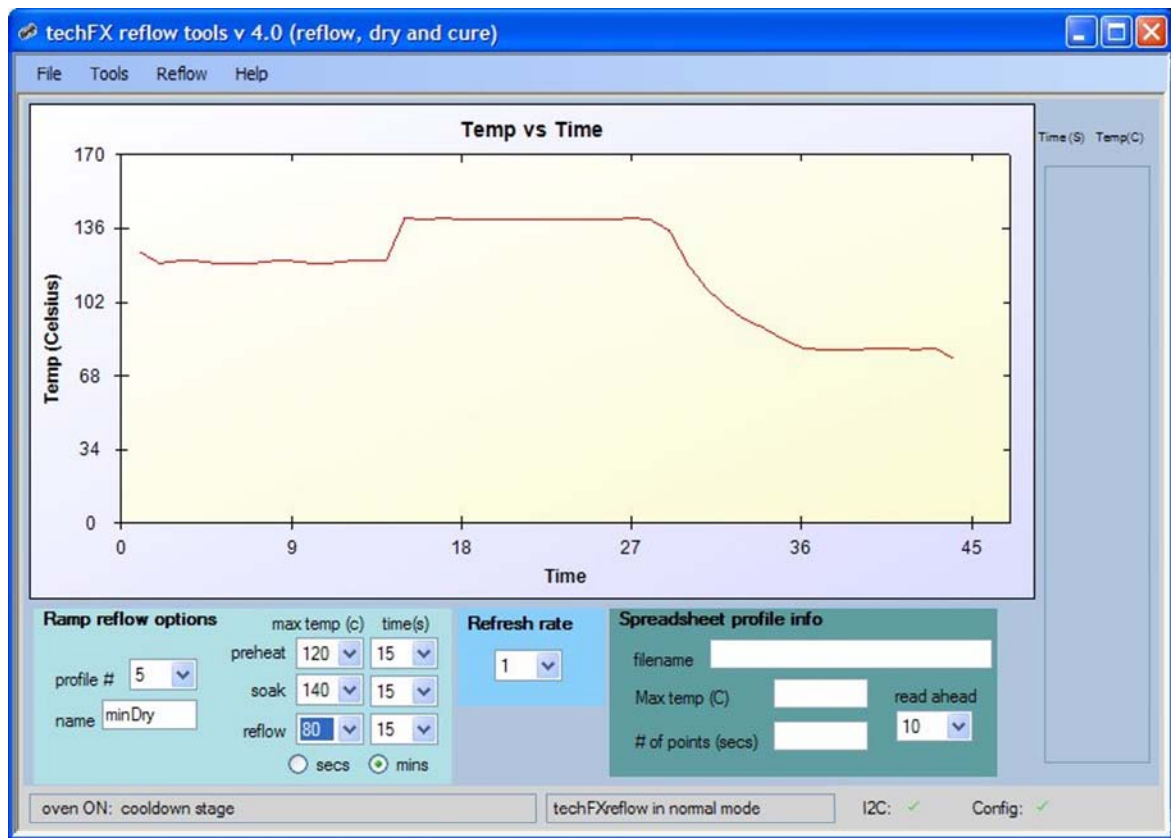 techFX reflow tools v 4.0 (reflow, dry and cure)
File Tools Reflow Help
Temp vs Time
Time (S) Temp(C)
170
136
102
68
34
0
Temp (Celsius)
0 9 18 27 36 45
Time
Ramp reflow options
max temp (c) time(s)
preheat 120 15
profile # 5
soak 140 15
name minDry
reflow 80 15
secs mins
Refresh rate
1
Spreadsheet profile info
filename
Max temp (C)
read ahead
10
# of points (secs)
oven ON: cooldown stage
techFXreflow in normal mode
I2C: ✓ Config: ✓